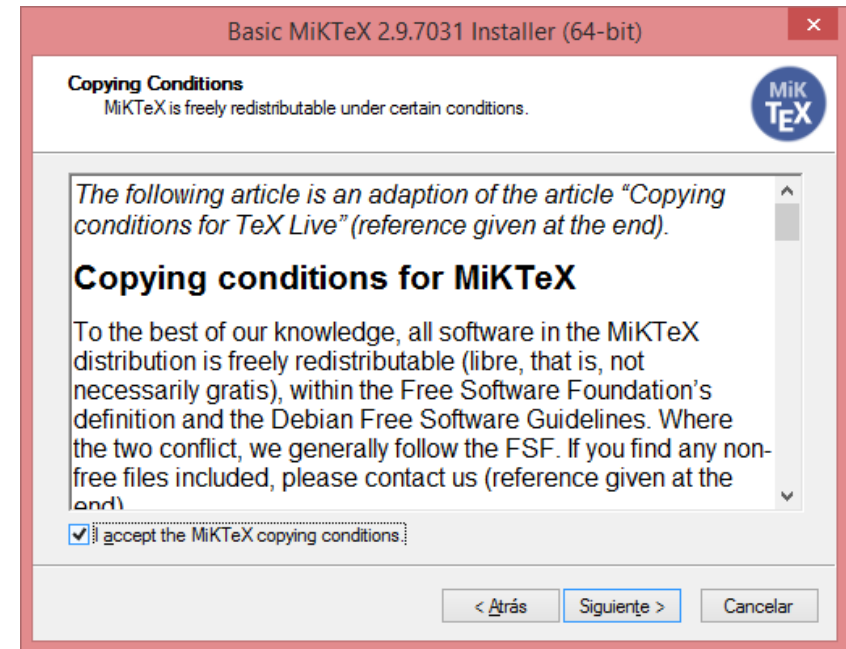 Basic MiKTeX 2.9.7031 Installer (64-bit)
Copying Conditions
MiKTeX is freely redistributable under certain conditions.
MiK
TEX
The following article is an adaption of the article “Copying
conditions for TeX Live” (reference given at the end).
Copying conditions for MiKTeX
To the best of our knowledge, all software in the MiKTeX
distribution is freely redistributable (libre, that is, not
necessarily gratis), within the Free Software Foundation’s
definition and the Debian Free Software Guidelines. Where
the two conflict, we generally follow the FSF. If you find any non-
free files included, please contact us (reference given at the
end)
I accept the MiKTeX copying conditions.
< Atrás
Siguiente >
Cancelar